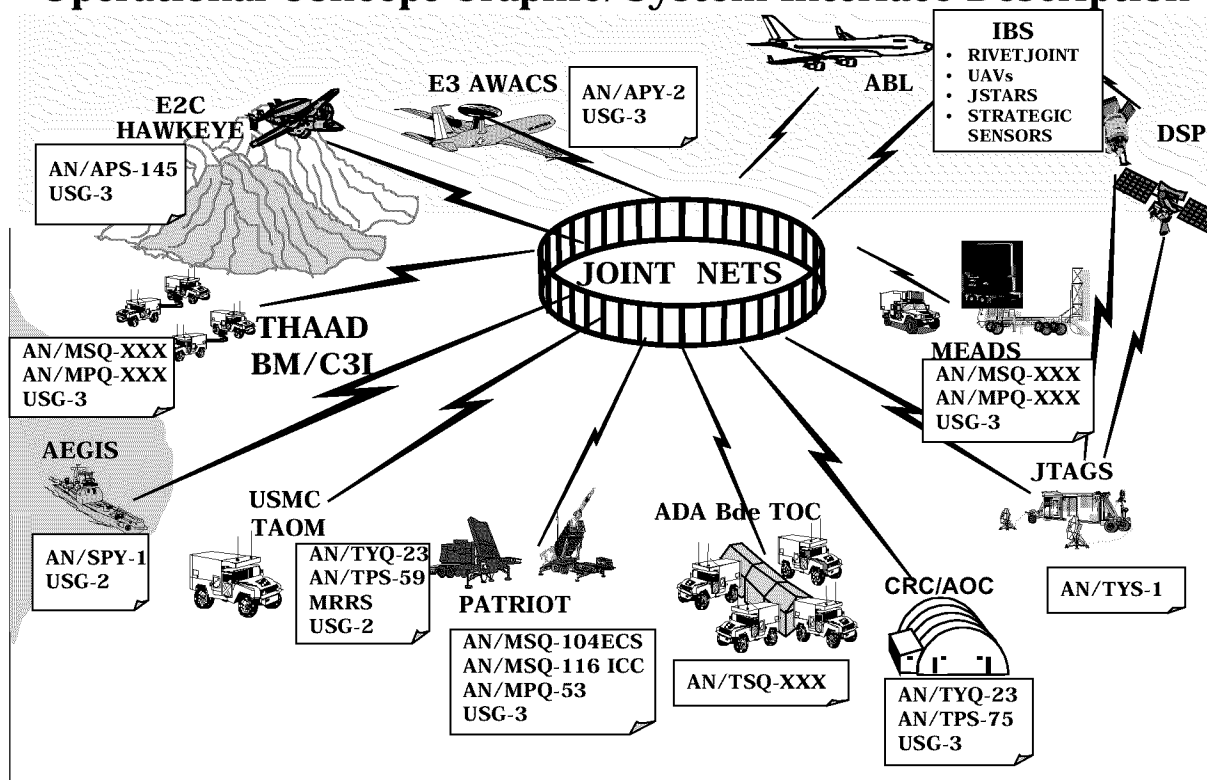 Operational Concept Graphic/System Interface Description
E2C
HAWKEYE
AN/APS-145
USG-3
E3 AWACS
AN/APY-2
USG-3
ABL
IBS
• RIVETJOINT
• UAVs
• JSTARS
• STRATEGIC
SENSORS
DSP
JOINT NETS
THAAD
BM/C3I
AN/MSQ-XXX
AN/MPQ-XXX
USG-3
MEADS
AN/MSQ-XXX
AN/MPQ-XXX
USG-3
AEGIS
AN/SPY-1
USG-2
USMC
TAOM
AN/TYQ-23
AN/TPS-59
MRRS
USG-2
PATRIOT
AN/MSQ-104ECS
AN/MSQ-116 ICC
AN/MPQ-53
USG-3
ADA Bde TOC
AN/TSQ-XXX
CRC/AOC
AN/TYQ-23
AN/TPS-75
USG-3
JTAGS
AN/TYS-1